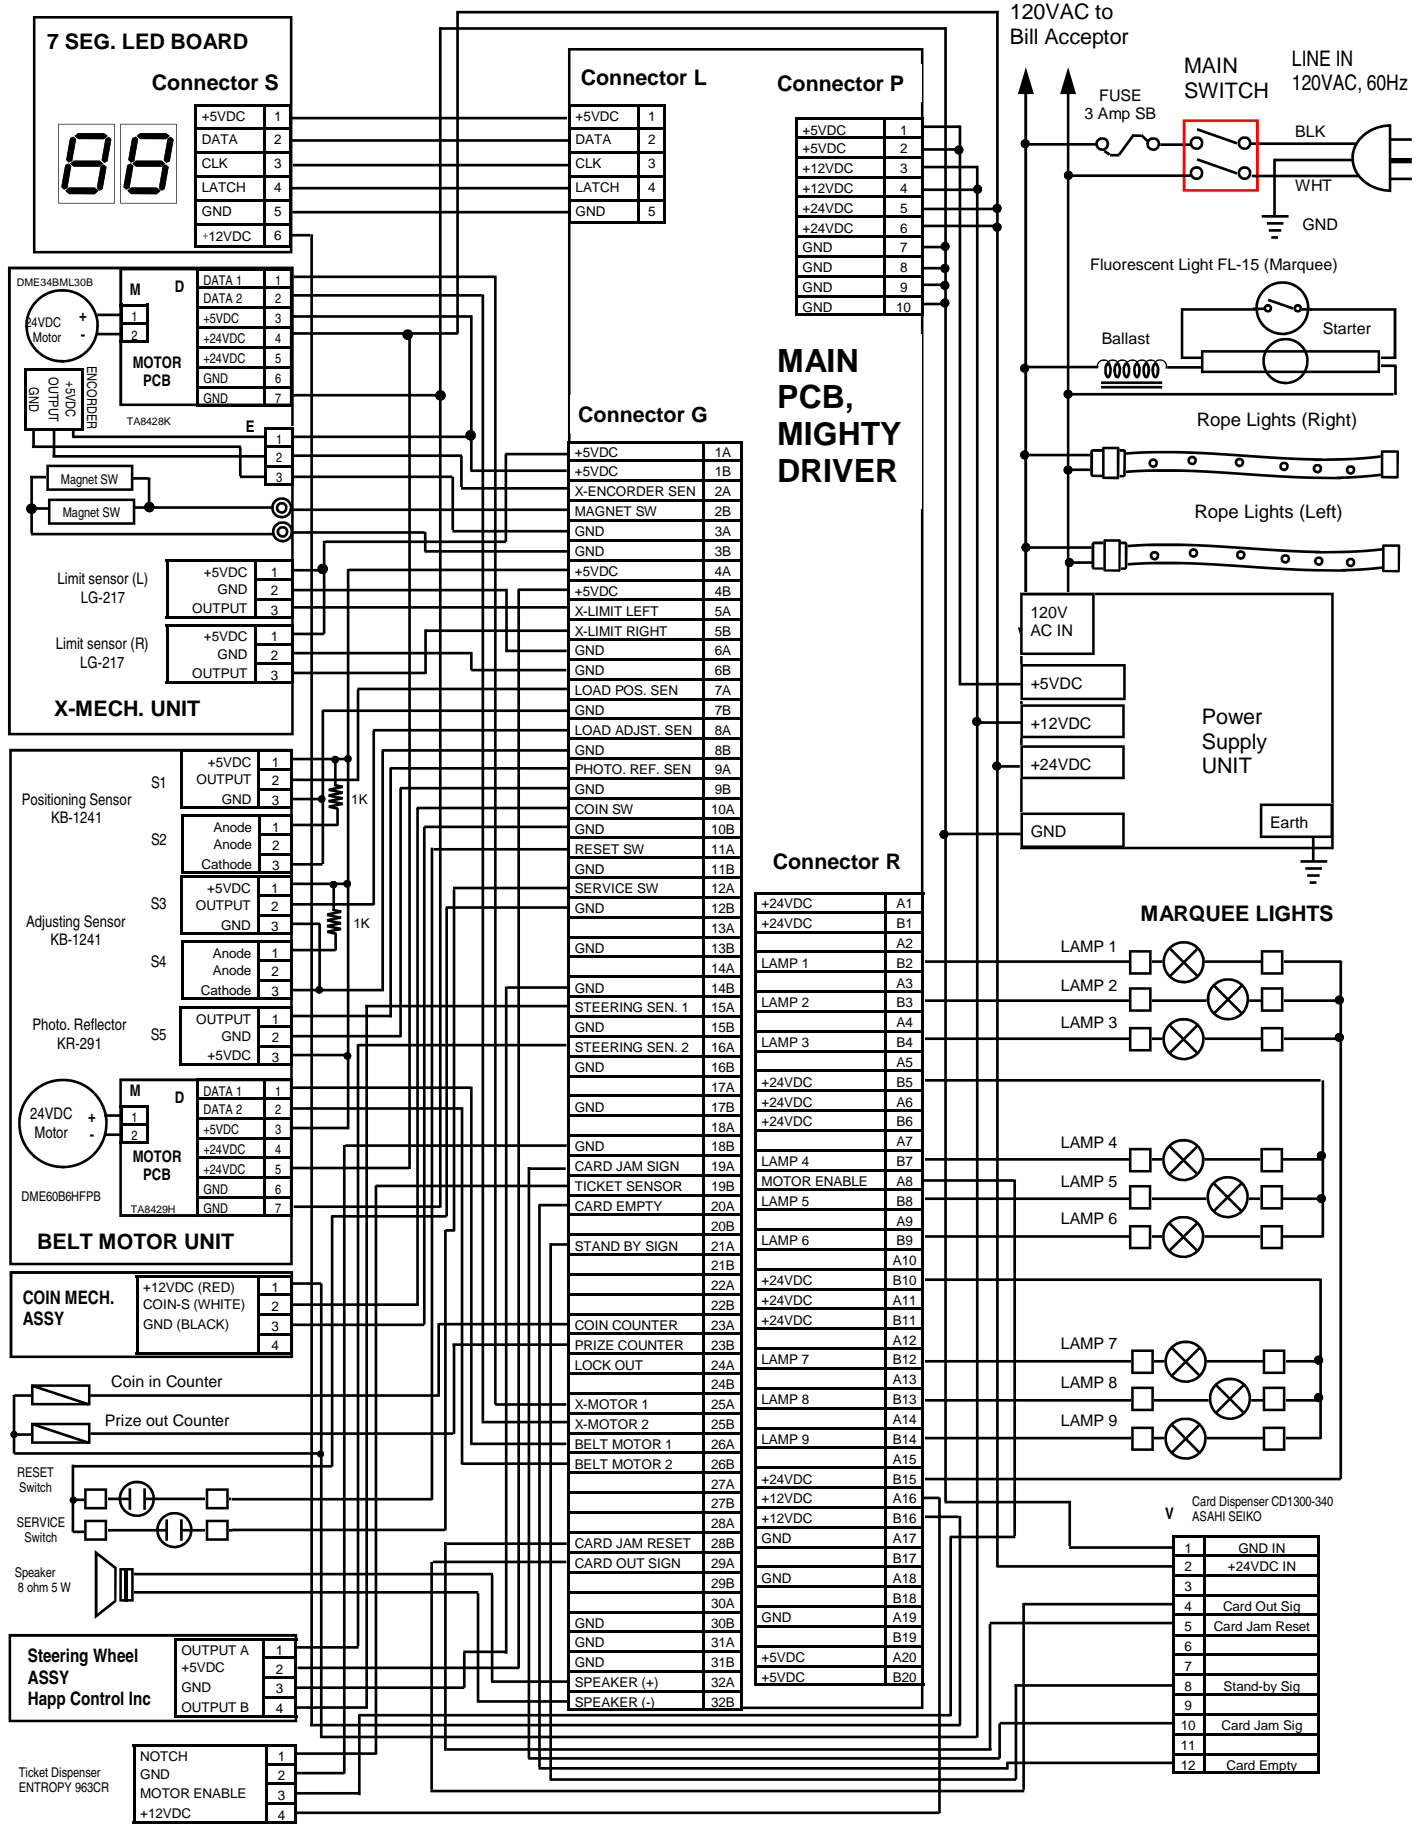 120VAC to
Bill Acceptor
7 SEG. LED BOARD
Connector S
+5VDC 1
DATA 2
CLK 3
LATCH 4
GND 5
+12VDC 6
Connector L
+5VDC 1
DATA 2
CLK 3
LATCH 4
GND 5
Connector P
+5VDC 1
+5VDC 2
+12VDC 3
+12VDC 4
+24VDC 5
+24VDC 6
GND 7
GND 8
GND 9
GND 10
MAIN
SWITCH
LINE IN
120VAC, 60Hz
FUSE
3 Amp SB
BLK
WHT
GND
Fluorescent Light FL-15 (Marquee)
Ballast
Starter
Rope Lights (Right)
Rope Lights (Left)
DME34BML30B
24VDC
Motor
+
-
M
1
2
D
MOTOR
PCB
DATA 1 1
DATA 2 2
+5VDC 3
+24VDC 4
+24VDC 5
GND 6
GND 7
TA8428K
ENCORDER
+5VDC
OUTPUT
GND
E
1
2
3
Magnet SW
Magnet SW
Limit sensor (L)
LG-217
+5VDC 1
GND 2
OUTPUT 3
Limit sensor (R)
LG-217
+5VDC 1
GND 2
OUTPUT 3
X-MECH. UNIT
MAIN
PCB,
MIGHTY
DRIVER
Connector G
+5VDC 1A
+5VDC 1B
X-ENCORDER SEN 2A
MAGNET SW 2B
GND 3A
GND 3B
+5VDC 4A
+5VDC 4B
X-LIMIT LEFT 5A
X-LIMIT RIGHT 5B
GND 6A
GND 6B
LOAD POS. SEN 7A
GND 7B
LOAD ADJST. SEN 8A
GND 8B
PHOTO. REF. SEN 9A
GND 9B
COIN SW 10A
GND 10B
RESET SW 11A
GND 11B
SERVICE SW 12A
GND 12B
13A
GND 13B
14A
GND 14B
STEERING SEN. 1 15A
GND 15B
STEERING SEN. 2 16A
GND 16B
17A
GND 17B
18A
GND 18B
CARD JAM SIGN 19A
TICKET SENSOR 19B
CARD EMPTY 20A
20B
STAND BY SIGN 21A
21B
22A
22B
COIN COUNTER 23A
PRIZE COUNTER 23B
LOCK OUT 24A
24B
X-MOTOR 1 25A
X-MOTOR 2 25B
BELT MOTOR 1 26A
BELT MOTOR 2 26B
27A
27B
28A
CARD JAM RESET 28B
CARD OUT SIGN 29A
29B
30A
GND 30B
GND 31A
GND 31B
SPEAKER (+) 32A
SPEAKER (-) 32B
120V
AC IN
+5VDC
+12VDC
+24VDC
GND
Power
Supply
UNIT
Earth
Positioning Sensor
KB-1241
S1
+5VDC 1
OUTPUT 2
GND 3
1K
S2
Anode 1
Anode 2
Cathode 3
Adjusting Sensor
KB-1241
S3
+5VDC 1
OUTPUT 2
GND 3
1K
S4
Anode 1
Anode 2
Cathode 3
Photo. Reflector
KR-291
S5
OUTPUT 1
GND 2
+5VDC 3
24VDC
Motor
+
-
DME60B6HFPB
M
1
2
D
MOTOR
PCB
TA8429H
DATA 1 1
DATA 2 2
+5VDC 3
+24VDC 4
+24VDC 5
GND 6
GND 7
BELT MOTOR UNIT
Connector R
+24VDC A1
+24VDC B1
A2
LAMP 1 B2
A3
LAMP 2 B3
A4
LAMP 3 B4
A5
+24VDC B5
+24VDC A6
+24VDC B6
A7
LAMP 4 B7
MOTOR ENABLE A8
LAMP 5 B8
A9
LAMP 6 B9
A10
+24VDC B10
+24VDC A11
+24VDC B11
A12
LAMP 7 B12
A13
LAMP 8 B13
A14
LAMP 9 B14
A15
+24VDC B15
+12VDC A16
+12VDC B16
GND A17
B17
GND A18
B18
GND A19
B19
+5VDC A20
+5VDC B20
MARQUEE LIGHTS
LAMP 1
LAMP 2
LAMP 3
LAMP 4
LAMP 5
LAMP 6
LAMP 7
LAMP 8
LAMP 9
COIN MECH.
ASSY
+12VDC (RED) 1
COIN-S (WHITE) 2
GND (BLACK) 3
4
Coin in Counter
Prize out Counter
RESET
Switch
SERVICE
Switch
Speaker
8 ohm 5 W
Steering Wheel
ASSY
Happ Control Inc
OUTPUT A 1
+5VDC 2
GND 3
OUTPUT B 4
Ticket Dispenser
ENTROPY 963CR
NOTCH 1
GND 2
MOTOR ENABLE 3
+12VDC 4
V
Card Dispenser CD1300-340
ASAHI SEIKO
1 GND IN
2 +24VDC IN
3
4 Card Out Sig
5 Card Jam Reset
6
7
8 Stand-by Sig
9
10 Card Jam Sig
11
12 Card Empty